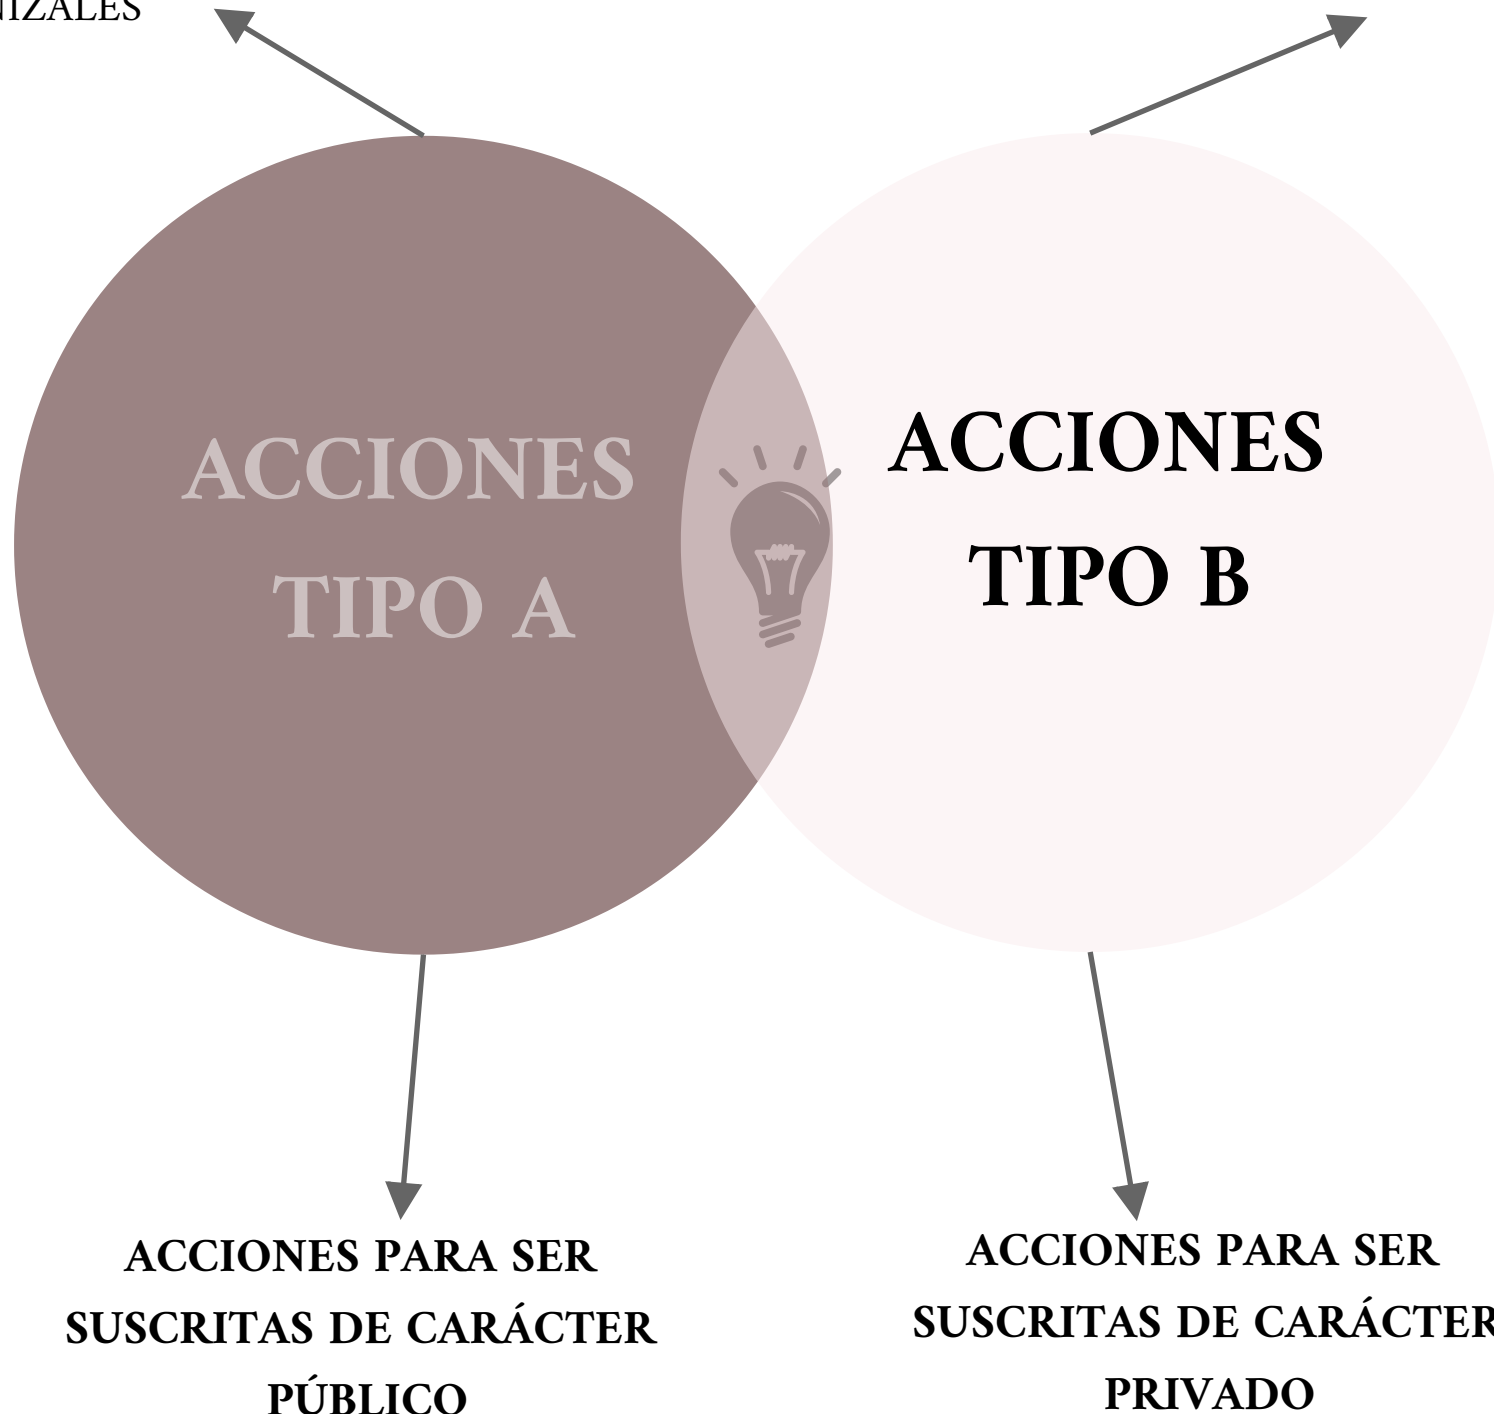 ACCIONES
TIPO A
ACCIONES
TIPO B
ACCIONES PARA SER
SUSCRITAS DE CARÁCTER
PÚBLICO
ACCIONES PARA SER
SUSCRITAS DE CARÁCTER
PRIVADO